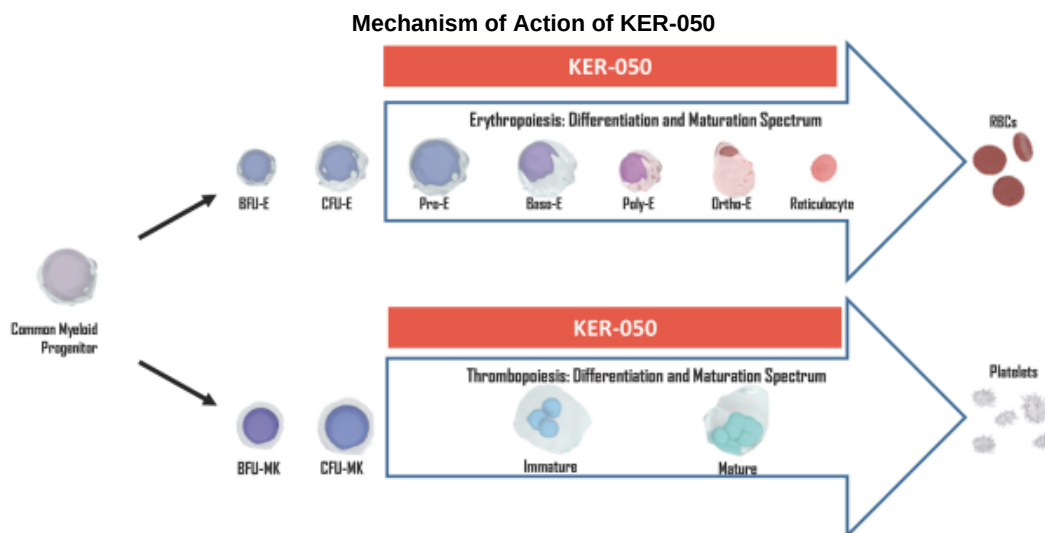 Mechanism of Action of KER-050
KER-050
Erythropoiesis: Differentiation and Maturation Spectrum
RBCs
BFU-E
CFU-E
Pro-E
Baso-E
Poly-E
Ortho-E
Reticulocyte
Common Myeloid
Progenitor
KER-050
Thrombopoiesis: Differentiation and Maturation Spectrum
Platelets
BFU-MK
CFU-MK
Immature
Mature